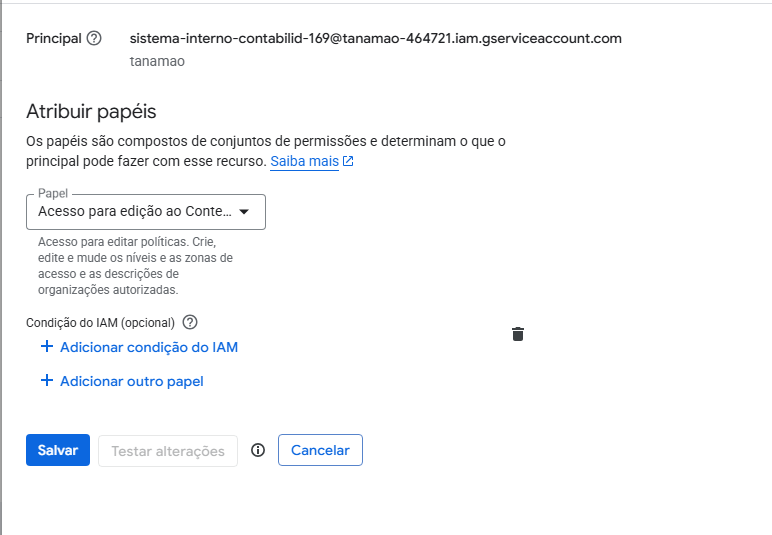 Principal
sistema-interno-contabilid-169@tanamao-464721.iam.gserviceaccount.com
tanamao
Atribuir papéis
Os papéis são compostos de conjuntos de permissões e determinam o que o
principal pode fazer com esse recurso. Saiba mais
Papel
Acesso para edição ao Conte...
Acesso para editar políticas. Crie,
edite e mude os níveis e as zonas de
acesso e as descrições de
organizações autorizadas.
Condição do IAM (opcional)
+ Adicionar condição do IAM
+ Adicionar outro papel
Salvar Testar alterações Cancelar